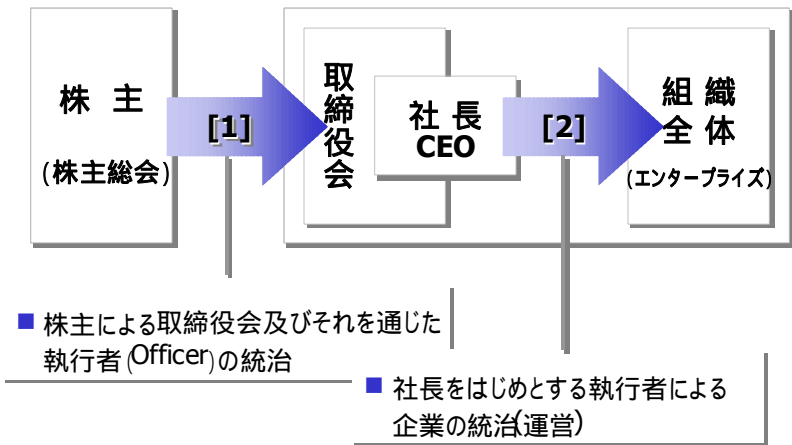 株 主
(株主総会)
[1]
取締役会
社 長
CEO
[2]
組 織
全 体
(エンタープライズ)
■ 株主による取締役会及びそれを通じた
執行者(Officer)の統治
■ 社長をはじめとする執行者による
企業の統治(運営)